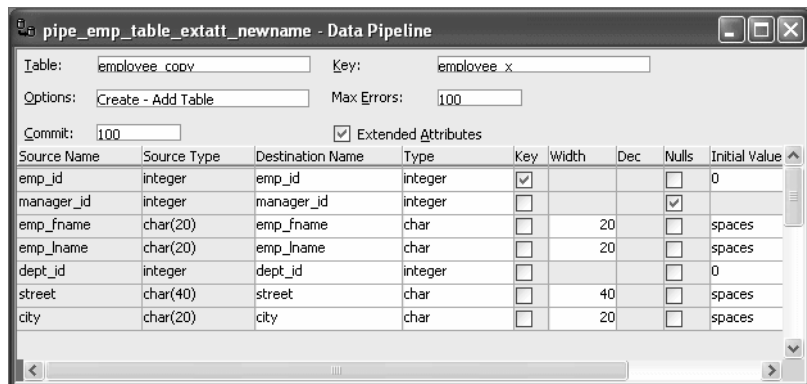 pipe_emp_table_extatt_newname - Data Pipeline
Table: employee_copy Key: employee_x
Options: Create - Add Table Max Errors: 100
Commit: 100 Extended Attributes
Source Name Source Type Destination Name Type Key Width Dec Nulls Initial Value
emp_id integer emp_id integer 0
manager_id integer manager_id integer
emp_fname char(20) emp_fname char 20 spaces
emp_lname char(20) emp_lname char 20 spaces
dept_id integer dept_id integer 0
street char(40) street char 40 spaces
city char(20) city char 20 spaces